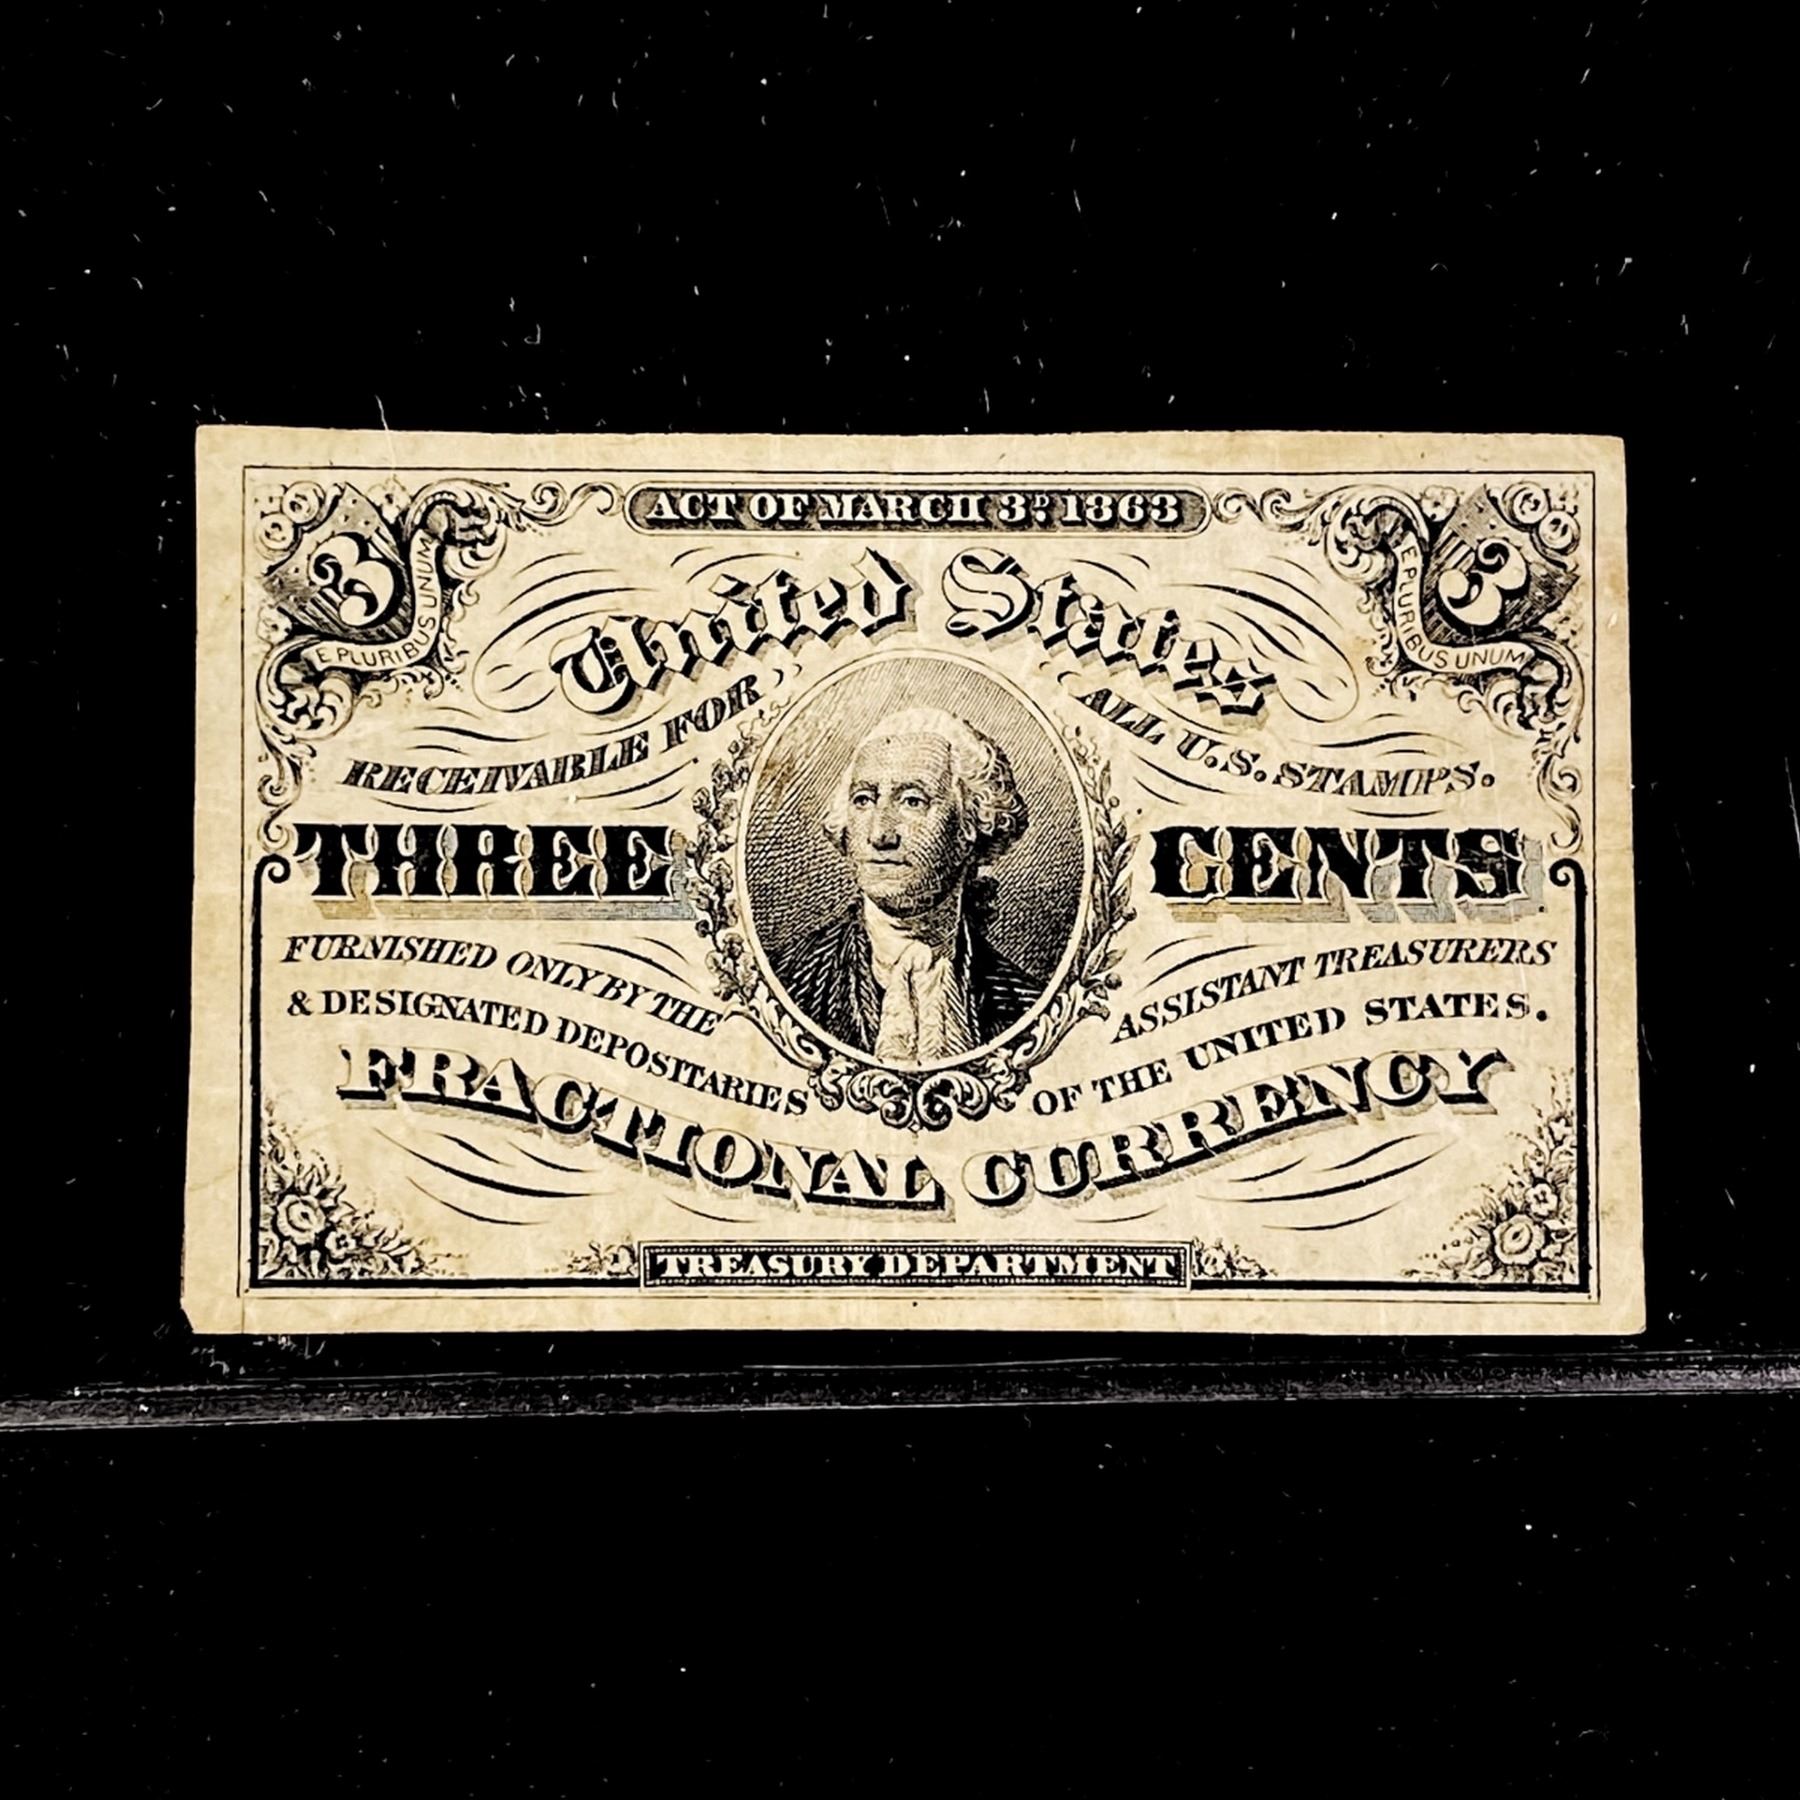 ACT OF MARCH 3D. 1863
3
3
E PLURIBUS UNUM
E PLURIBUS UNUM
United States
RECEIVABLE FOR ALL U.S. STAMPS.
THREE CENTS.
FURNISHED ONLY BY THE ASSISTANT TREASURERS
& DESIGNATED DEPOSITARIES OF THE UNITED STATES.
FRACTIONAL CURRENCY
TREASURY DEPARTMENT